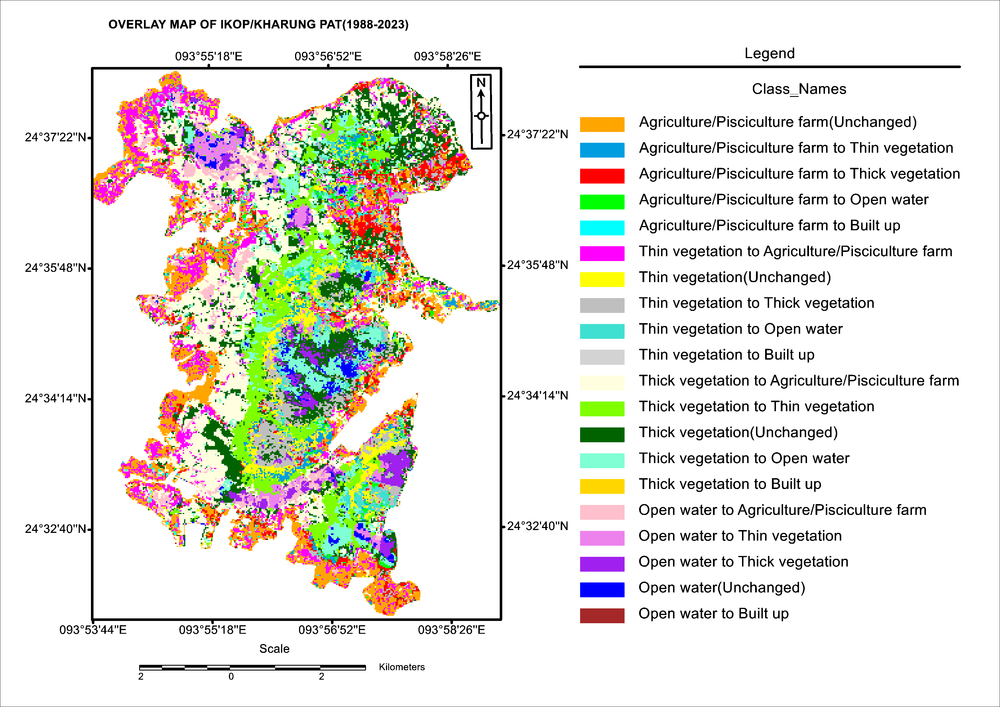 OVERLAY MAP OF IKOP/KHARUNG PAT(1988-2023)
093°55'18"E 093°56'52"E 093°58'26"E
N
24°37'22"N 24°37'22"N
24°35'48"N 24°35'48"N
24°34'14"N 24°34'14"N
24°32'40"N 24°32'40"N
093°53'44"E 093°55'18"E 093°56'52"E 093°58'26"E
Scale
Kilometers
2 0 2
Legend
Class_Names
Agriculture/Pisciculture farm(Unchanged)
Agriculture/Pisciculture farm to Thin vegetation
Agriculture/Pisciculture farm to Thick vegetation
Agriculture/Pisciculture farm to Open water
Agriculture/Pisciculture farm to Built up
Thin vegetation to Agriculture/Pisciculture farm
Thin vegetation(Unchanged)
Thin vegetation to Thick vegetation
Thin vegetation to Open water
Thin vegetation to Built up
Thick vegetation to Agriculture/Pisciculture farm
Thick vegetation to Thin vegetation
Thick vegetation(Unchanged)
Thick vegetation to Open water
Thick vegetation to Built up
Open water to Agriculture/Pisciculture farm
Open water to Thin vegetation
Open water to Thick vegetation
Open water(Unchanged)
Open water to Built up